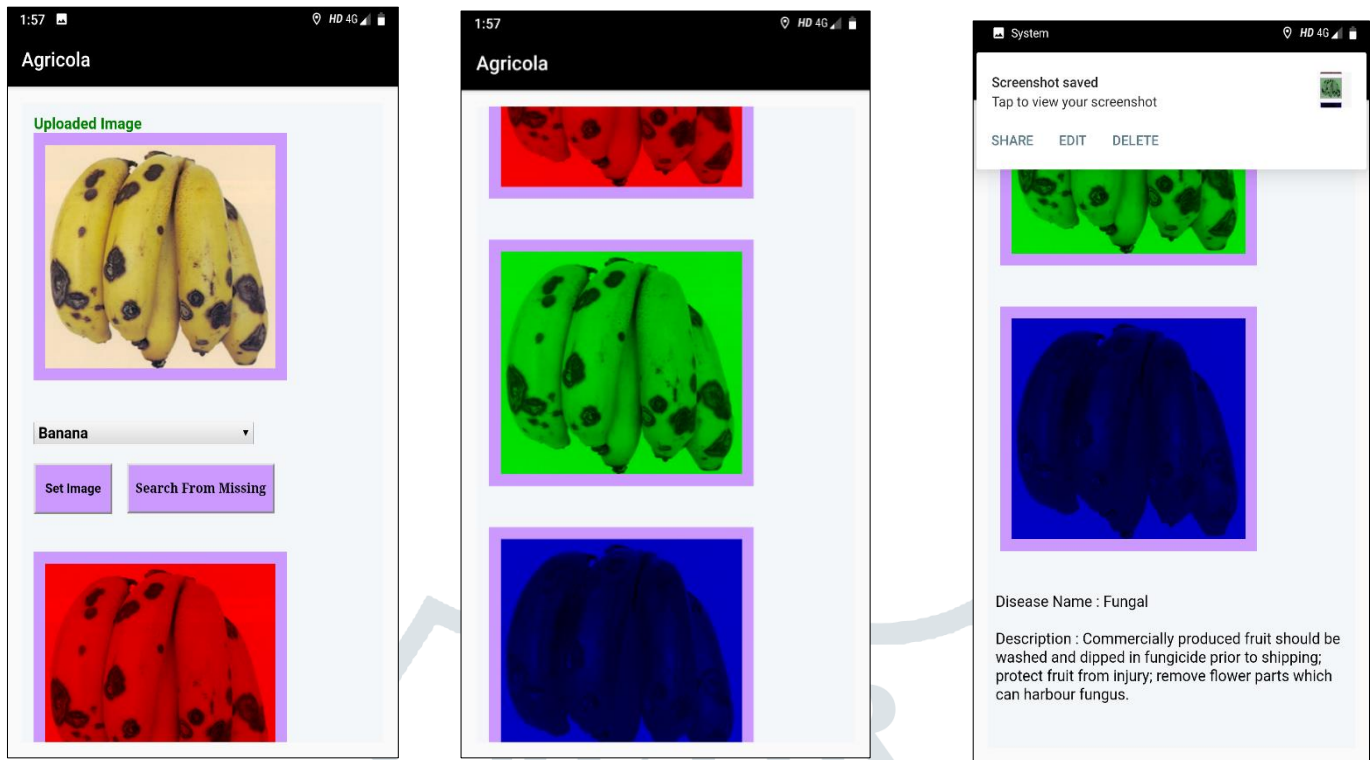 1:57
HD 4G
Agricola
Uploaded Image
Banana
Set Image
Search From Missing
1:57
HD 4G
Agricola
System
HD 4G
Screenshot saved
Tap to view your screenshot
SHARE EDIT DELETE
Disease Name : Fungal
Description : Commercially produced fruit should be
washed and dipped in fungicide prior to shipping;
protect fruit from injury; remove flower parts which
can harbour fungus.